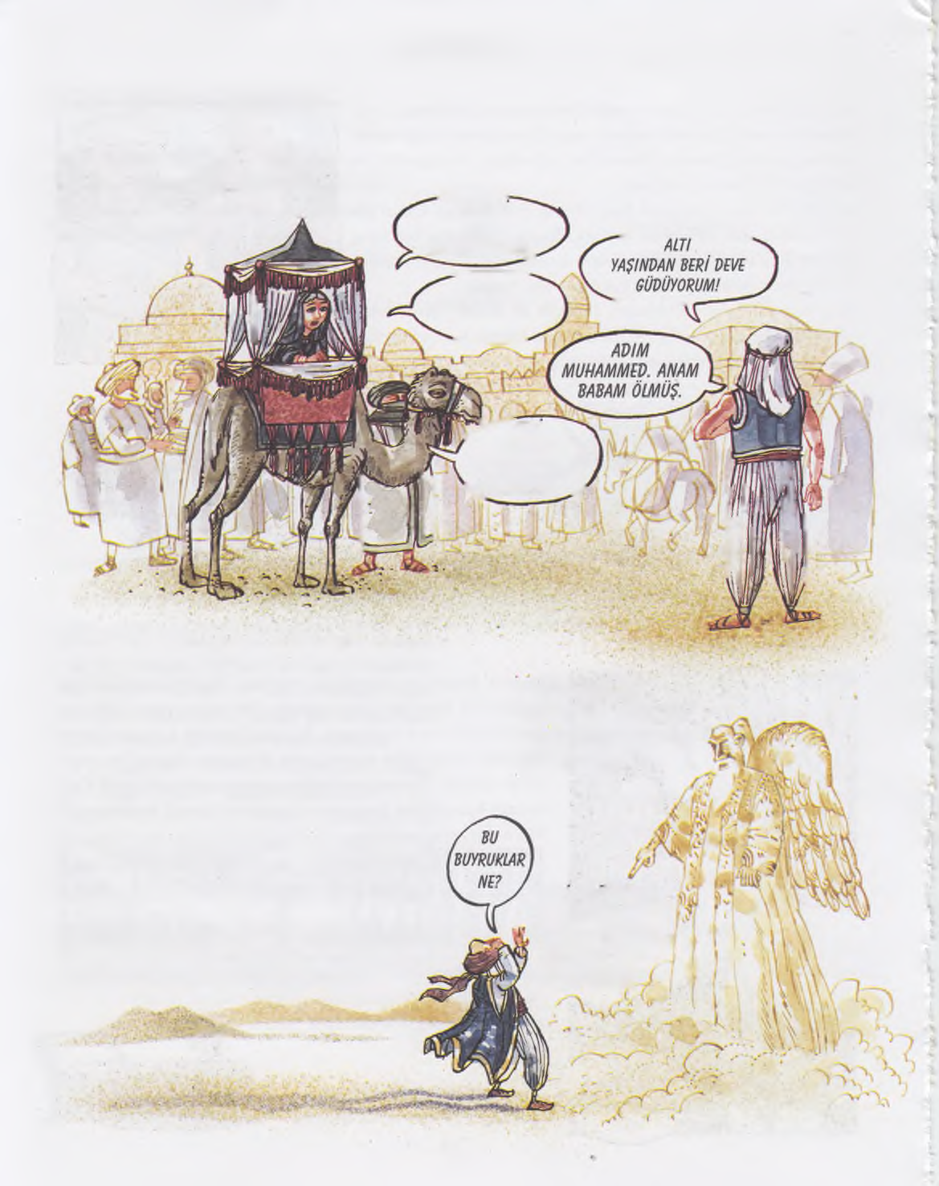 ALTI
YAŞINDAN BERİ DEVE
GÜDÜYORUM!
ADIM
MUHAMMED. ANAM
BABAM ÖLMÜŞ.
BU
BUYRUKLAR
NE?